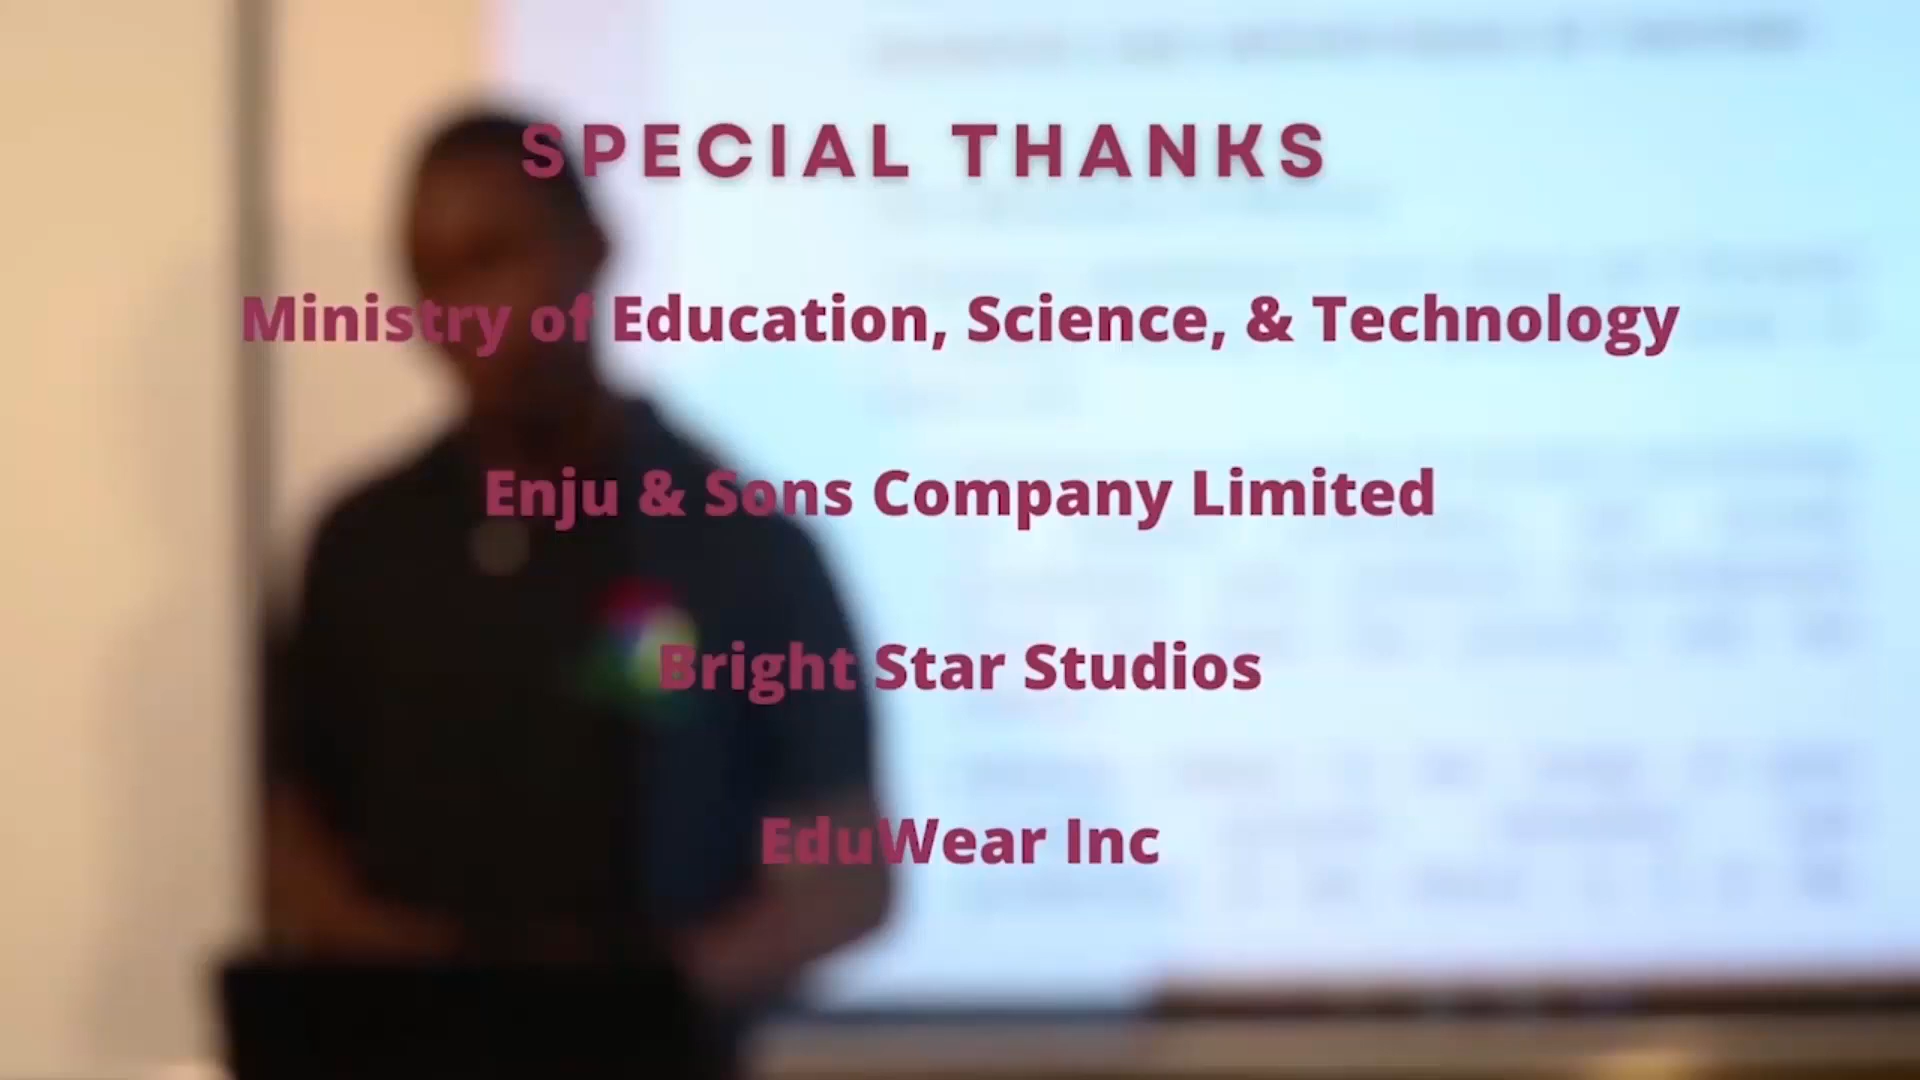 SPECIAL THANKS
Ministry of Education, Science, & Technology
Enju & Sons Company Limited
Bright Star Studios
EduWear Inc